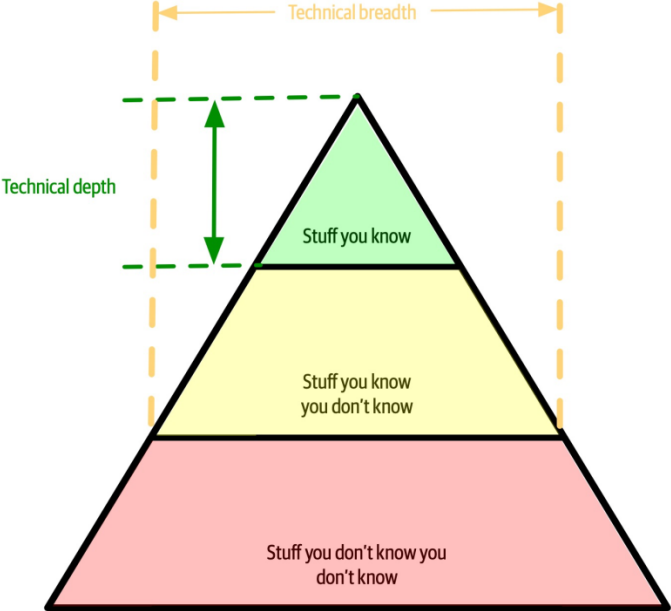 Technical breadth
Technical depth
Stuff you know
Stuff you know
you don't know
Stuff you don't know you
don't know